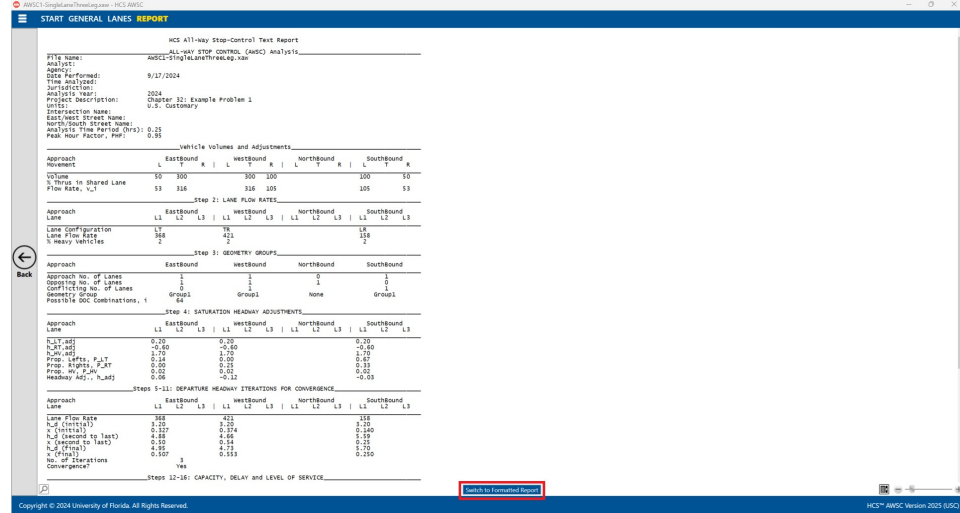 AWSC1-SingleLaneThreeLeg.xaw - HCS AWSC
START GENERAL LANES REPORT
HCS All-Way Stop-Control Text Report
ALL-WAY STOP CONTROL (AWSC) Analysis
File Name: AWSC1-SingleLaneThreeLeg.xaw
Analyst:
Agency:
Date Performed: 9/17/2024
Time Analyzed:
Jurisdiction:
Analysis Year: 2024
Project Description: Chapter 32: Example Problem 1
Units: U.S. Customary
Intersection Name:
East/West Street Name:
North/South Street Name:
Analysis Time Period (hrs): 0.25
Peak Hour Factor, PHF: 0.95
Vehicle Volumes and Adjustments
Approach EastBound WestBound NorthBound SouthBound
Movement L T R | L T R | L T R | L T R
Volume 50 300 300 100 100 50
% Thrus in Shared Lane
Flow Rate, v_i 53 316 316 105 105 53
Step 2: LANE FLOW RATES
Approach EastBound WestBound NorthBound SouthBound
Lane L1 L2 L3 | L1 L2 L3 | L1 L2 L3 | L1 L2 L3
Lane Configuration LT TR LR
Lane Flow Rate 368 421 158
% Heavy Vehicles 2 2 2
Step 3: GEOMETRY GROUPS
Approach EastBound WestBound NorthBound SouthBound
Approach No. of Lanes 1 1 0 1
Opposing No. of Lanes 1 1 1 0
Conflicting No. of Lanes 0 1 1
Geometry Group Group1 Group1 None Group1
Possible DOC Combinations, i 64
Step 4: SATURATION HEADWAY ADJUSTMENTS
Approach EastBound WestBound NorthBound SouthBound
Lane L1 L2 L3 | L1 L2 L3 | L1 L2 L3 | L1 L2 L3
h_LT,adj 0.20 0.20 0.20
h_RT,adj -0.60 -0.60 -0.60
h_HV,adj 1.70 1.70 1.70
Prop. Lefts, P_LT 0.14 0.00 0.67
Prop. Rights, P_RT 0.00 0.25 0.33
Prop. HV, P_HV 0.02 0.02 0.02
Headway Adj., h_adj 0.06 -0.12 -0.03
Steps 5-11: DEPARTURE HEADWAY ITERATIONS FOR CONVERGENCE
Approach EastBound WestBound NorthBound SouthBound
Lane L1 L2 L3 | L1 L2 L3 | L1 L2 L3 | L1 L2 L3
Lane Flow Rate 368 421 158
h_d (initial) 3.20 3.20 3.20
x (initial) 0.327 0.374 0.140
h_d (second to last) 4.88 4.66 5.59
x (second to last) 0.50 0.54 0.25
h_d (final) 4.95 4.73 5.70
x (final) 0.507 0.553 0.250
No. of Iterations 3
Convergence? Yes
Steps 12-16: CAPACITY, DELAY and LEVEL OF SERVICE
Back
Switch to Formatted Report
Copyright © 2024 University of Florida. All Rights Reserved.
HCS™ AWSC Version 2025 (USC)